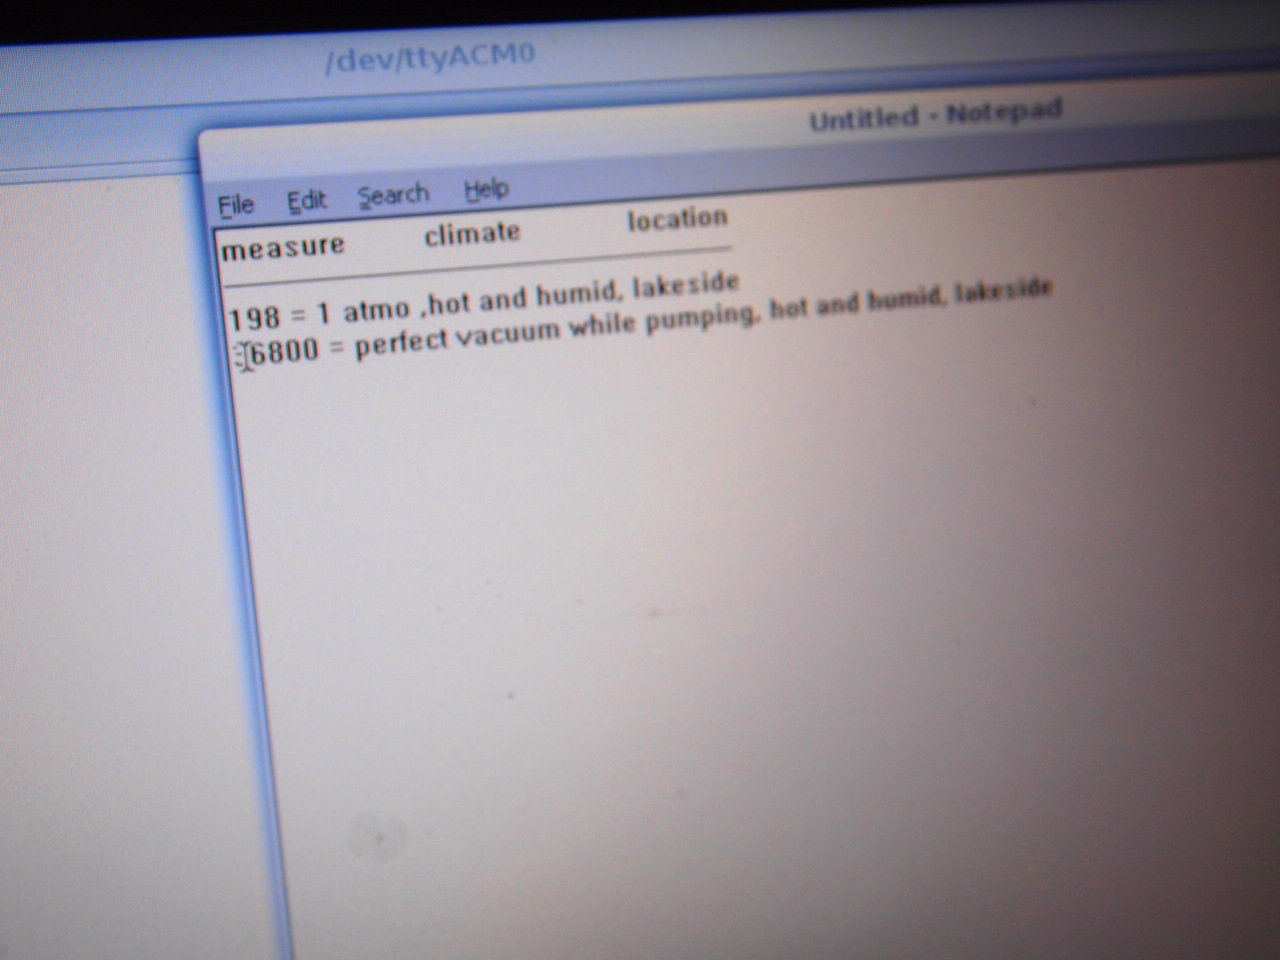 /dev/ttyACM0
Untitled - Notepad
File Edit Search Help
measure climate location
198 = 1 atmo ,hot and humid, lakeside
= perfect vacuum while pumping, hot and humid, lakeside